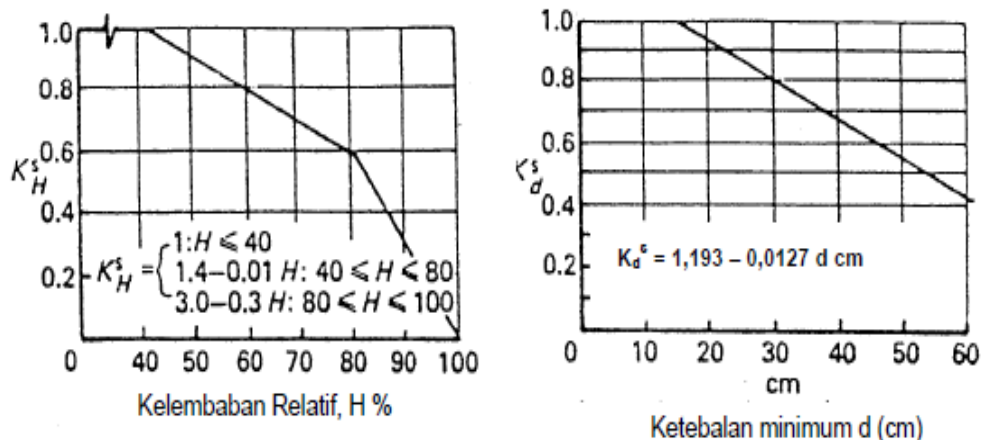 1.0
0.8
0.6
K_H^s
0.4
0.2
K_H^s = { 1: H ≤ 40
1.4–0.01 H: 40 ≤ H ≤ 80
3.0–0.3 H: 80 ≤ H ≤ 100
0 40 50 60 70 80 90 100
Kelembaban Relatif, H %
1.0
0.8
0.6
K_d^s
0.4
0.2
K_d^s = 1,193 – 0,0127 d cm
0 10 20 30 40 50 60
cm
Ketebalan minimum d (cm)